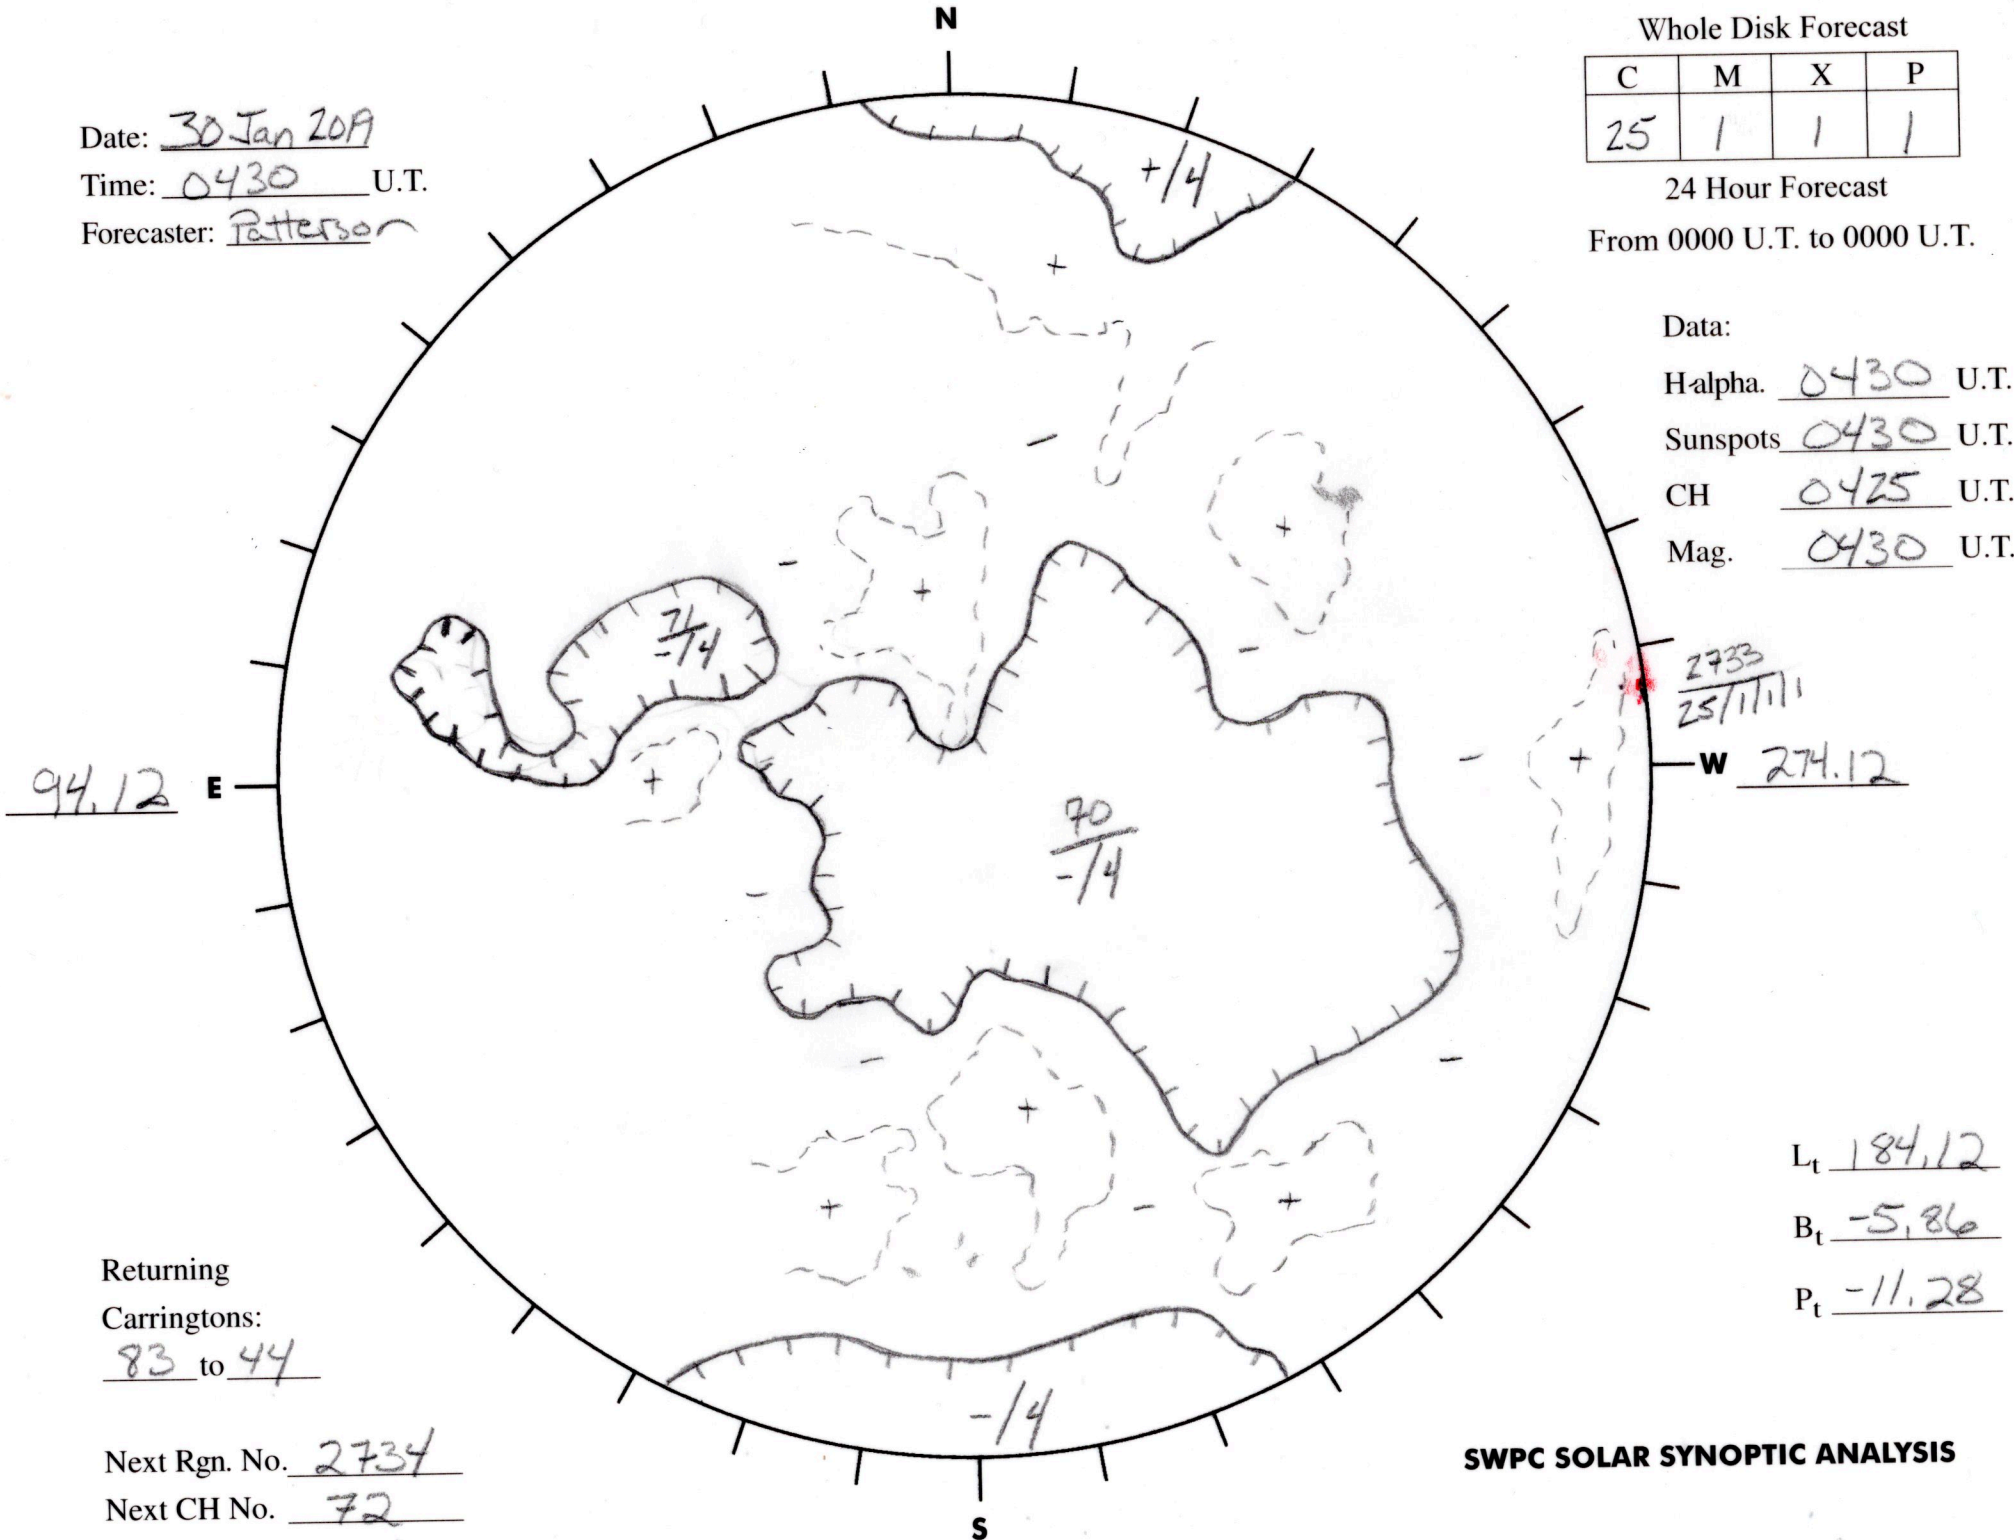 N
Whole Disk Forecast
C M X P
25 1 1 1
24 Hour Forecast
From 0000 U.T. to 0000 U.T.
Date: 30 Jan 2019
Time: 0430 U.T.
Forecaster: Patterson
+/4
+
Data:
H-alpha. 0430 U.T.
Sunspots 0430 U.T.
CH 0425 U.T.
Mag. 0430 U.T.
-
+
-
+
71
-/4
-
2733
25/1/1/1
94.12 E
+
-
+
W 274.12
70
-/4
-
-
-
+
+
-
+
Lt 184.12
Bt -5.86
Pt -11.28
Returning
Carringtons:
83 to 44
-/4
Next Rgn. No. 2734
Next CH No. 72
SWPC SOLAR SYNOPTIC ANALYSIS
S